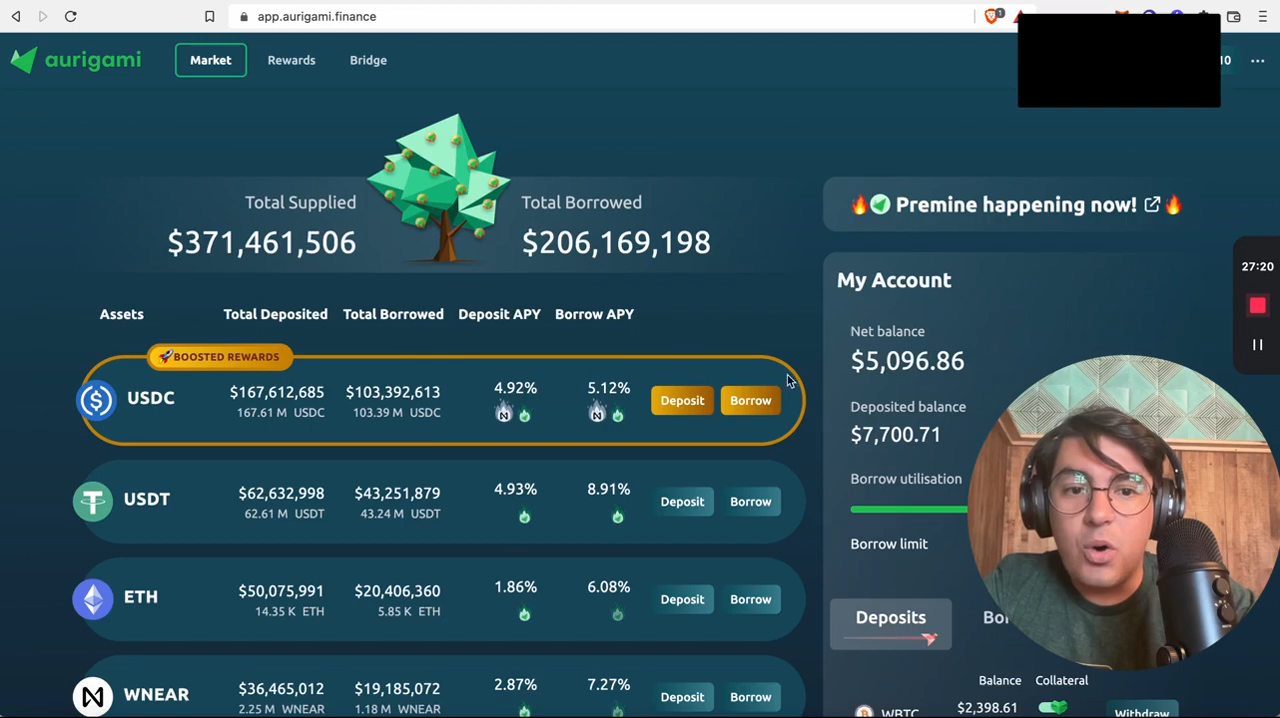 app.aurigami.finance
1
aurigami
Market
Rewards
Bridge
10
Total Supplied
$371,461,506
Total Borrowed
$206,169,198
Premine happening now!
Assets
Total Deposited
Total Borrowed
Deposit APY
Borrow APY
BOOSTED REWARDS
USDC
$167,612,685
167.61 M USDC
$103,392,613
103.39 M USDC
4.92%
5.12%
Deposit
Borrow
USDT
$62,632,998
62.61 M USDT
$43,251,879
43.24 M USDT
4.93%
8.91%
Deposit
Borrow
ETH
$50,075,991
14.35 K ETH
$20,406,360
5.85 K ETH
1.86%
6.08%
Deposit
Borrow
WNEAR
$36,465,012
2.25 M WNEAR
$19,185,072
1.18 M WNEAR
2.87%
7.27%
Deposit
Borrow
My Account
Net balance
$5,096.86
Deposited balance
$7,700.71
Borrow utilisation
Borrow limit
Deposits
Bor
Balance
Collateral
WBTC
$2,398.61
Withdraw
27:20